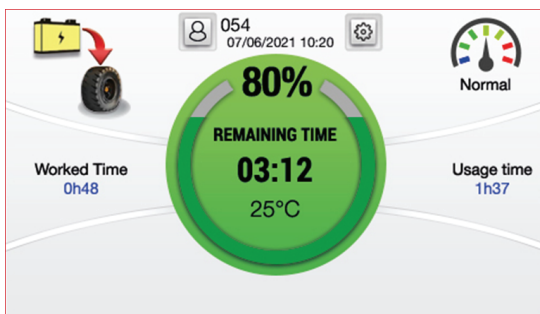 054
07/06/2021 10:20
80%
Normal
REMAINING TIME
03:12
25°C
Worked Time
0h48
Usage time
1h37